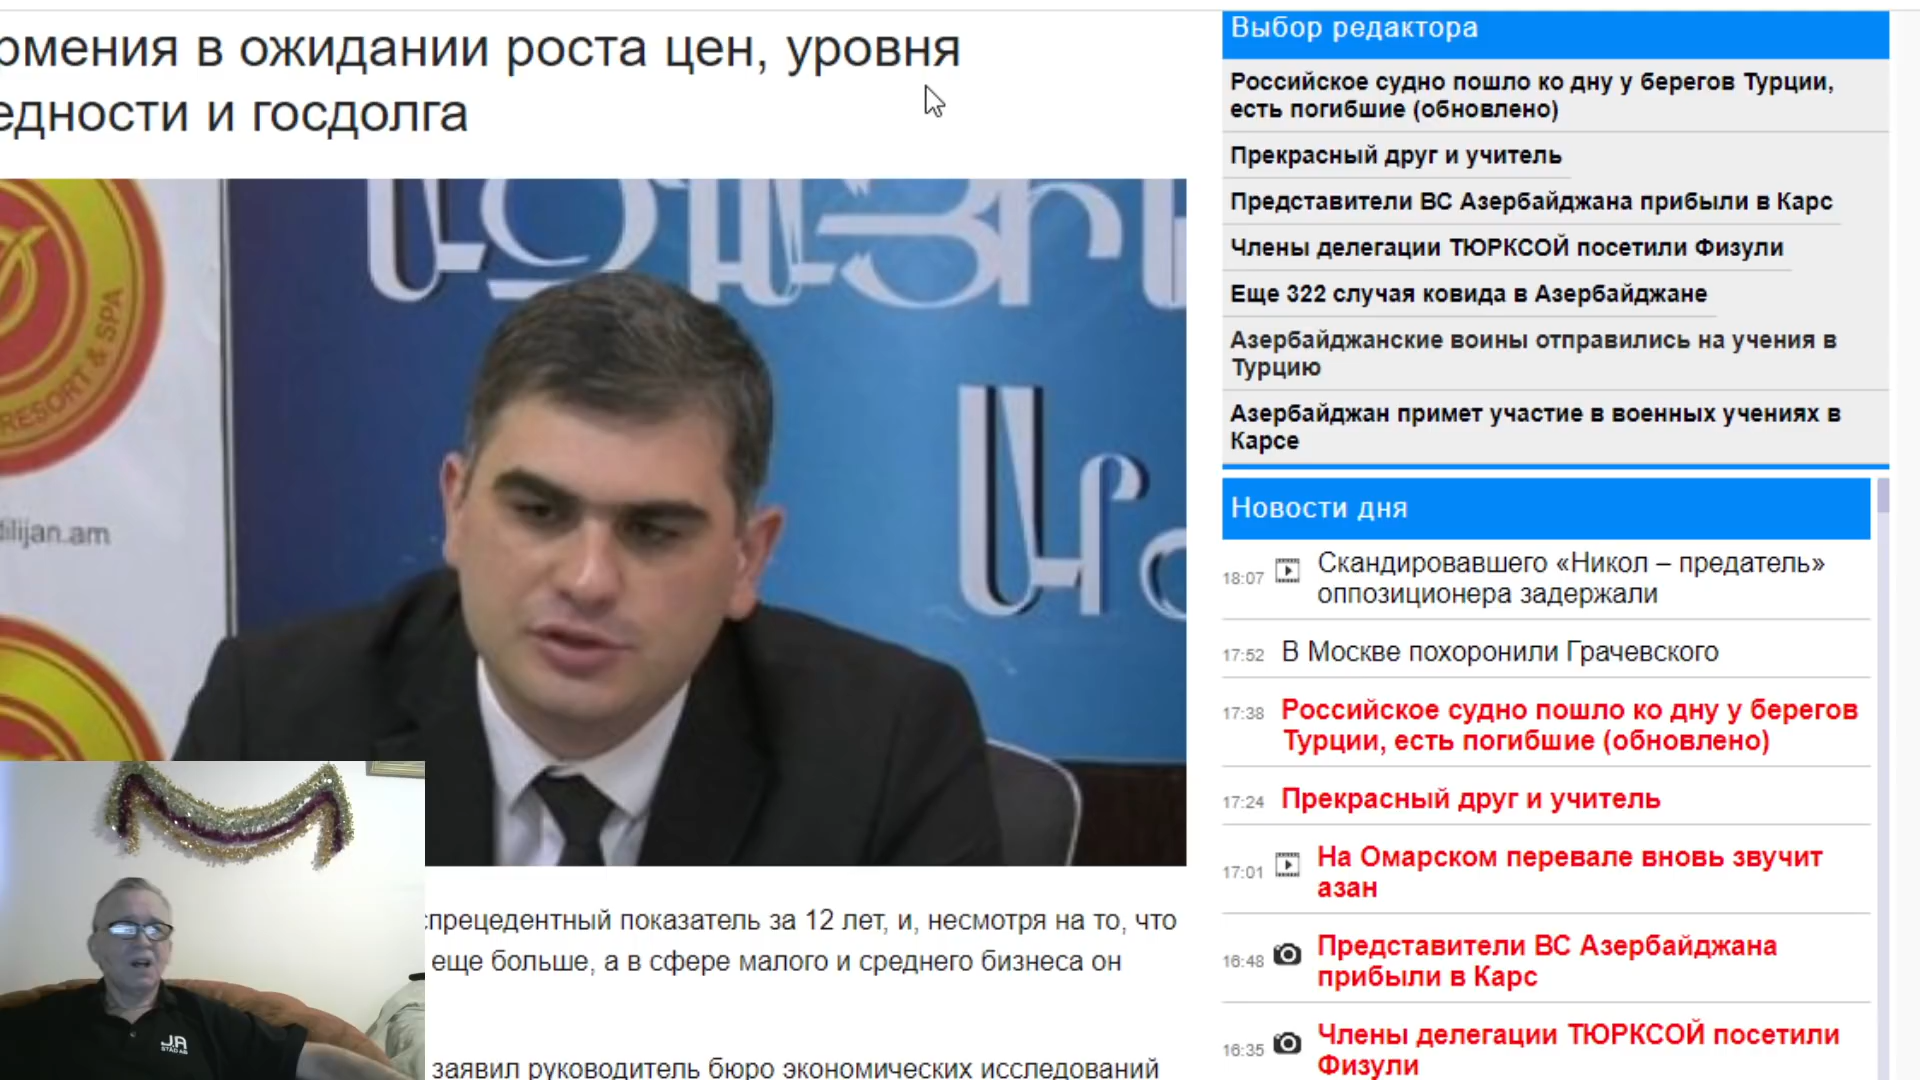 рмения в ожидании роста цен, уровня
едности и госдолга
RESORT & SPA
dilijan.am
спрецедентный показатель за 12 лет, и, несмотря на то, что
еще больше, а в сфере малого и среднего бизнеса он
заявил руководитель бюро экономических исследований
J.A
Выбор редактора
Российское судно пошло ко дну у берегов Турции,
есть погибшие (обновлено)
Прекрасный друг и учитель
Представители ВС Азербайджана прибыли в Карс
Члены делегации ТЮРКСОЙ посетили Физули
Еще 322 случая ковида в Азербайджане
Азербайджанские воины отправились на учения в
Турцию
Азербайджан примет участие в военных учениях в
Карсе
Новости дня
18:07 Скандировавшего «Никол – предатель»
оппозиционера задержали
17:52 В Москве похоронили Грачевского
17:38 Российское судно пошло ко дну у берегов
Турции, есть погибшие (обновлено)
17:24 Прекрасный друг и учитель
17:01 На Омарском перевале вновь звучит
азан
16:48 Представители ВС Азербайджана
прибыли в Карс
16:35 Члены делегации ТЮРКСОЙ посетили
Физули